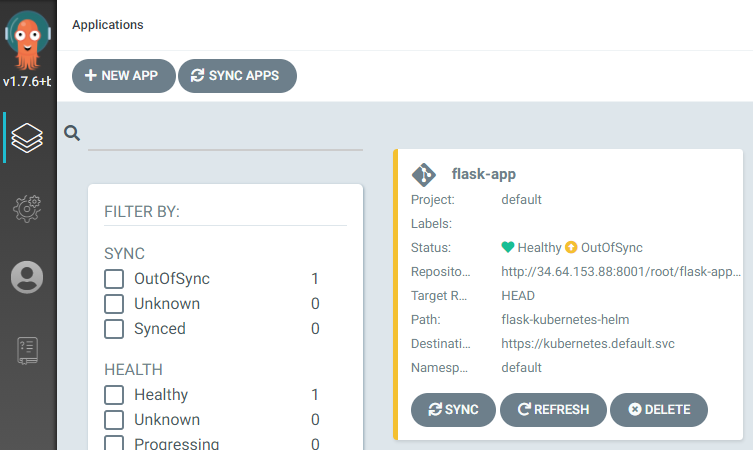 Applications
v1.7.6+b
NEW APP
SYNC APPS
FILTER BY:
SYNC
OutOfSync 1
Unknown 0
Synced 0
HEALTH
Healthy 1
Unknown 0
Progressing 0
flask-app
Project: default
Labels:
Status: Healthy OutOfSync
Reposito... http://34.64.153.88:8001/root/flask-app...
Target R... HEAD
Path: flask-kubernetes-helm
Destinati... https://kubernetes.default.svc
Namesp... default
SYNC REFRESH DELETE